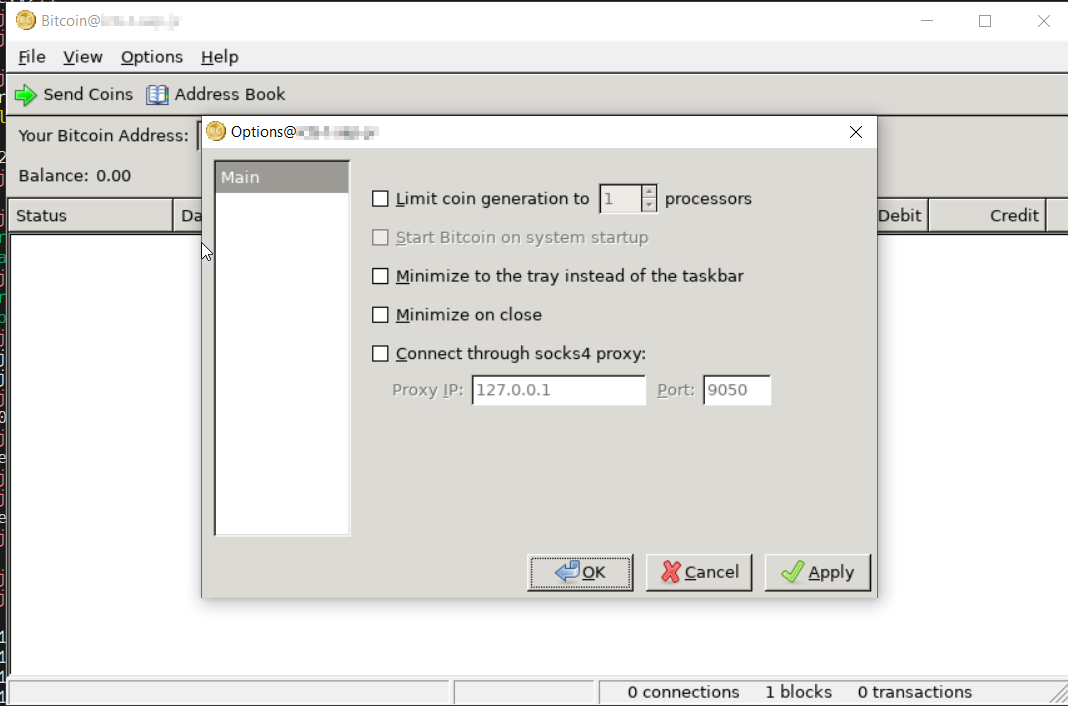 Bitcoin@
File View Options Help
Send Coins Address Book
Your Bitcoin Address:
Options@
Balance: 0.00
Main
Status Da Debit Credit
Limit coin generation to 1 processors
Start Bitcoin on system startup
Minimize to the tray instead of the taskbar
Minimize on close
Connect through socks4 proxy:
Proxy IP: 127.0.0.1 Port: 9050
OK Cancel Apply
0 connections 1 blocks 0 transactions